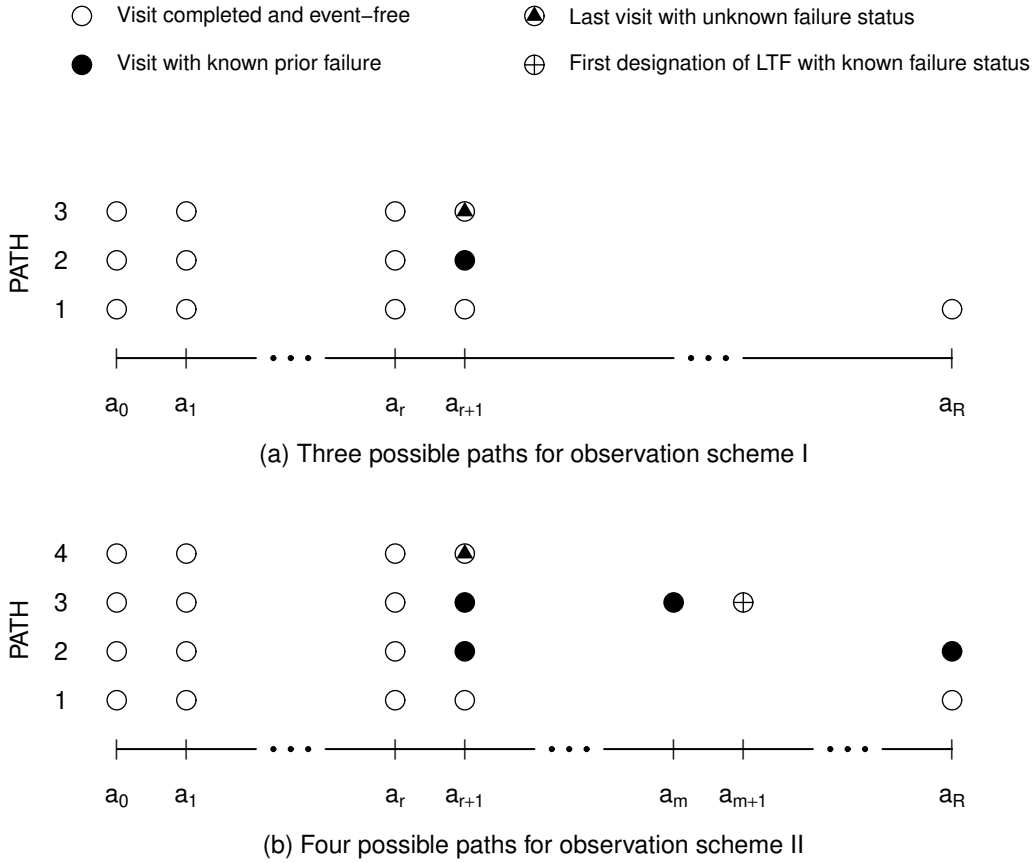 Visit completed and event−free
Last visit with unknown failure status
Visit with known prior failure
First designation of LTF with known failure status
PATH
3
2
1
a0 a1 ar ar+1 aR
(a) Three possible paths for observation scheme I
PATH
4
3
2
1
a0 a1 ar ar+1 am am+1 aR
(b) Four possible paths for observation scheme II